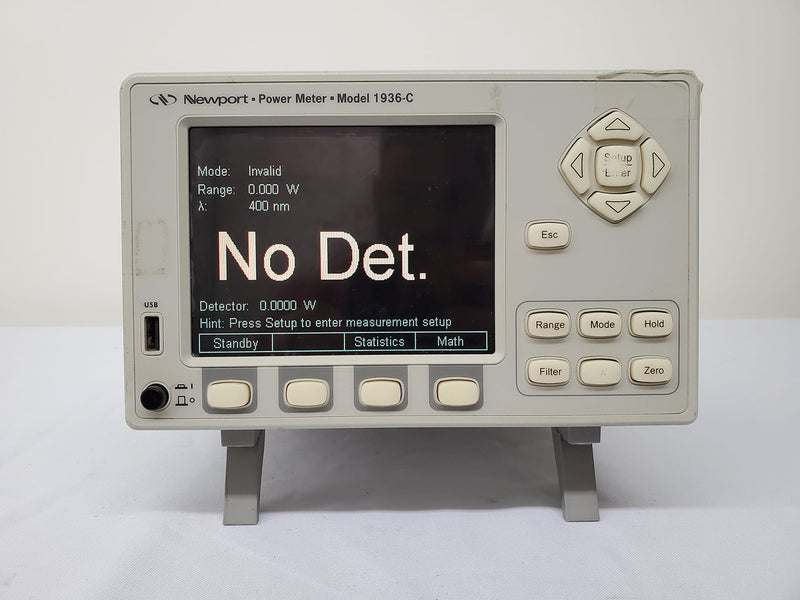 Newport ▪ Power Meter ▪ Model 1936-C
Mode: Invalid
Range: 0.000 W
λ: 400 nm
No Det.
Detector: 0.0000 W
Hint: Press Setup to enter measurement setup
Standby Statistics Math
USB
Setup
Enter
Esc
Range Mode Hold
Filter λ Zero